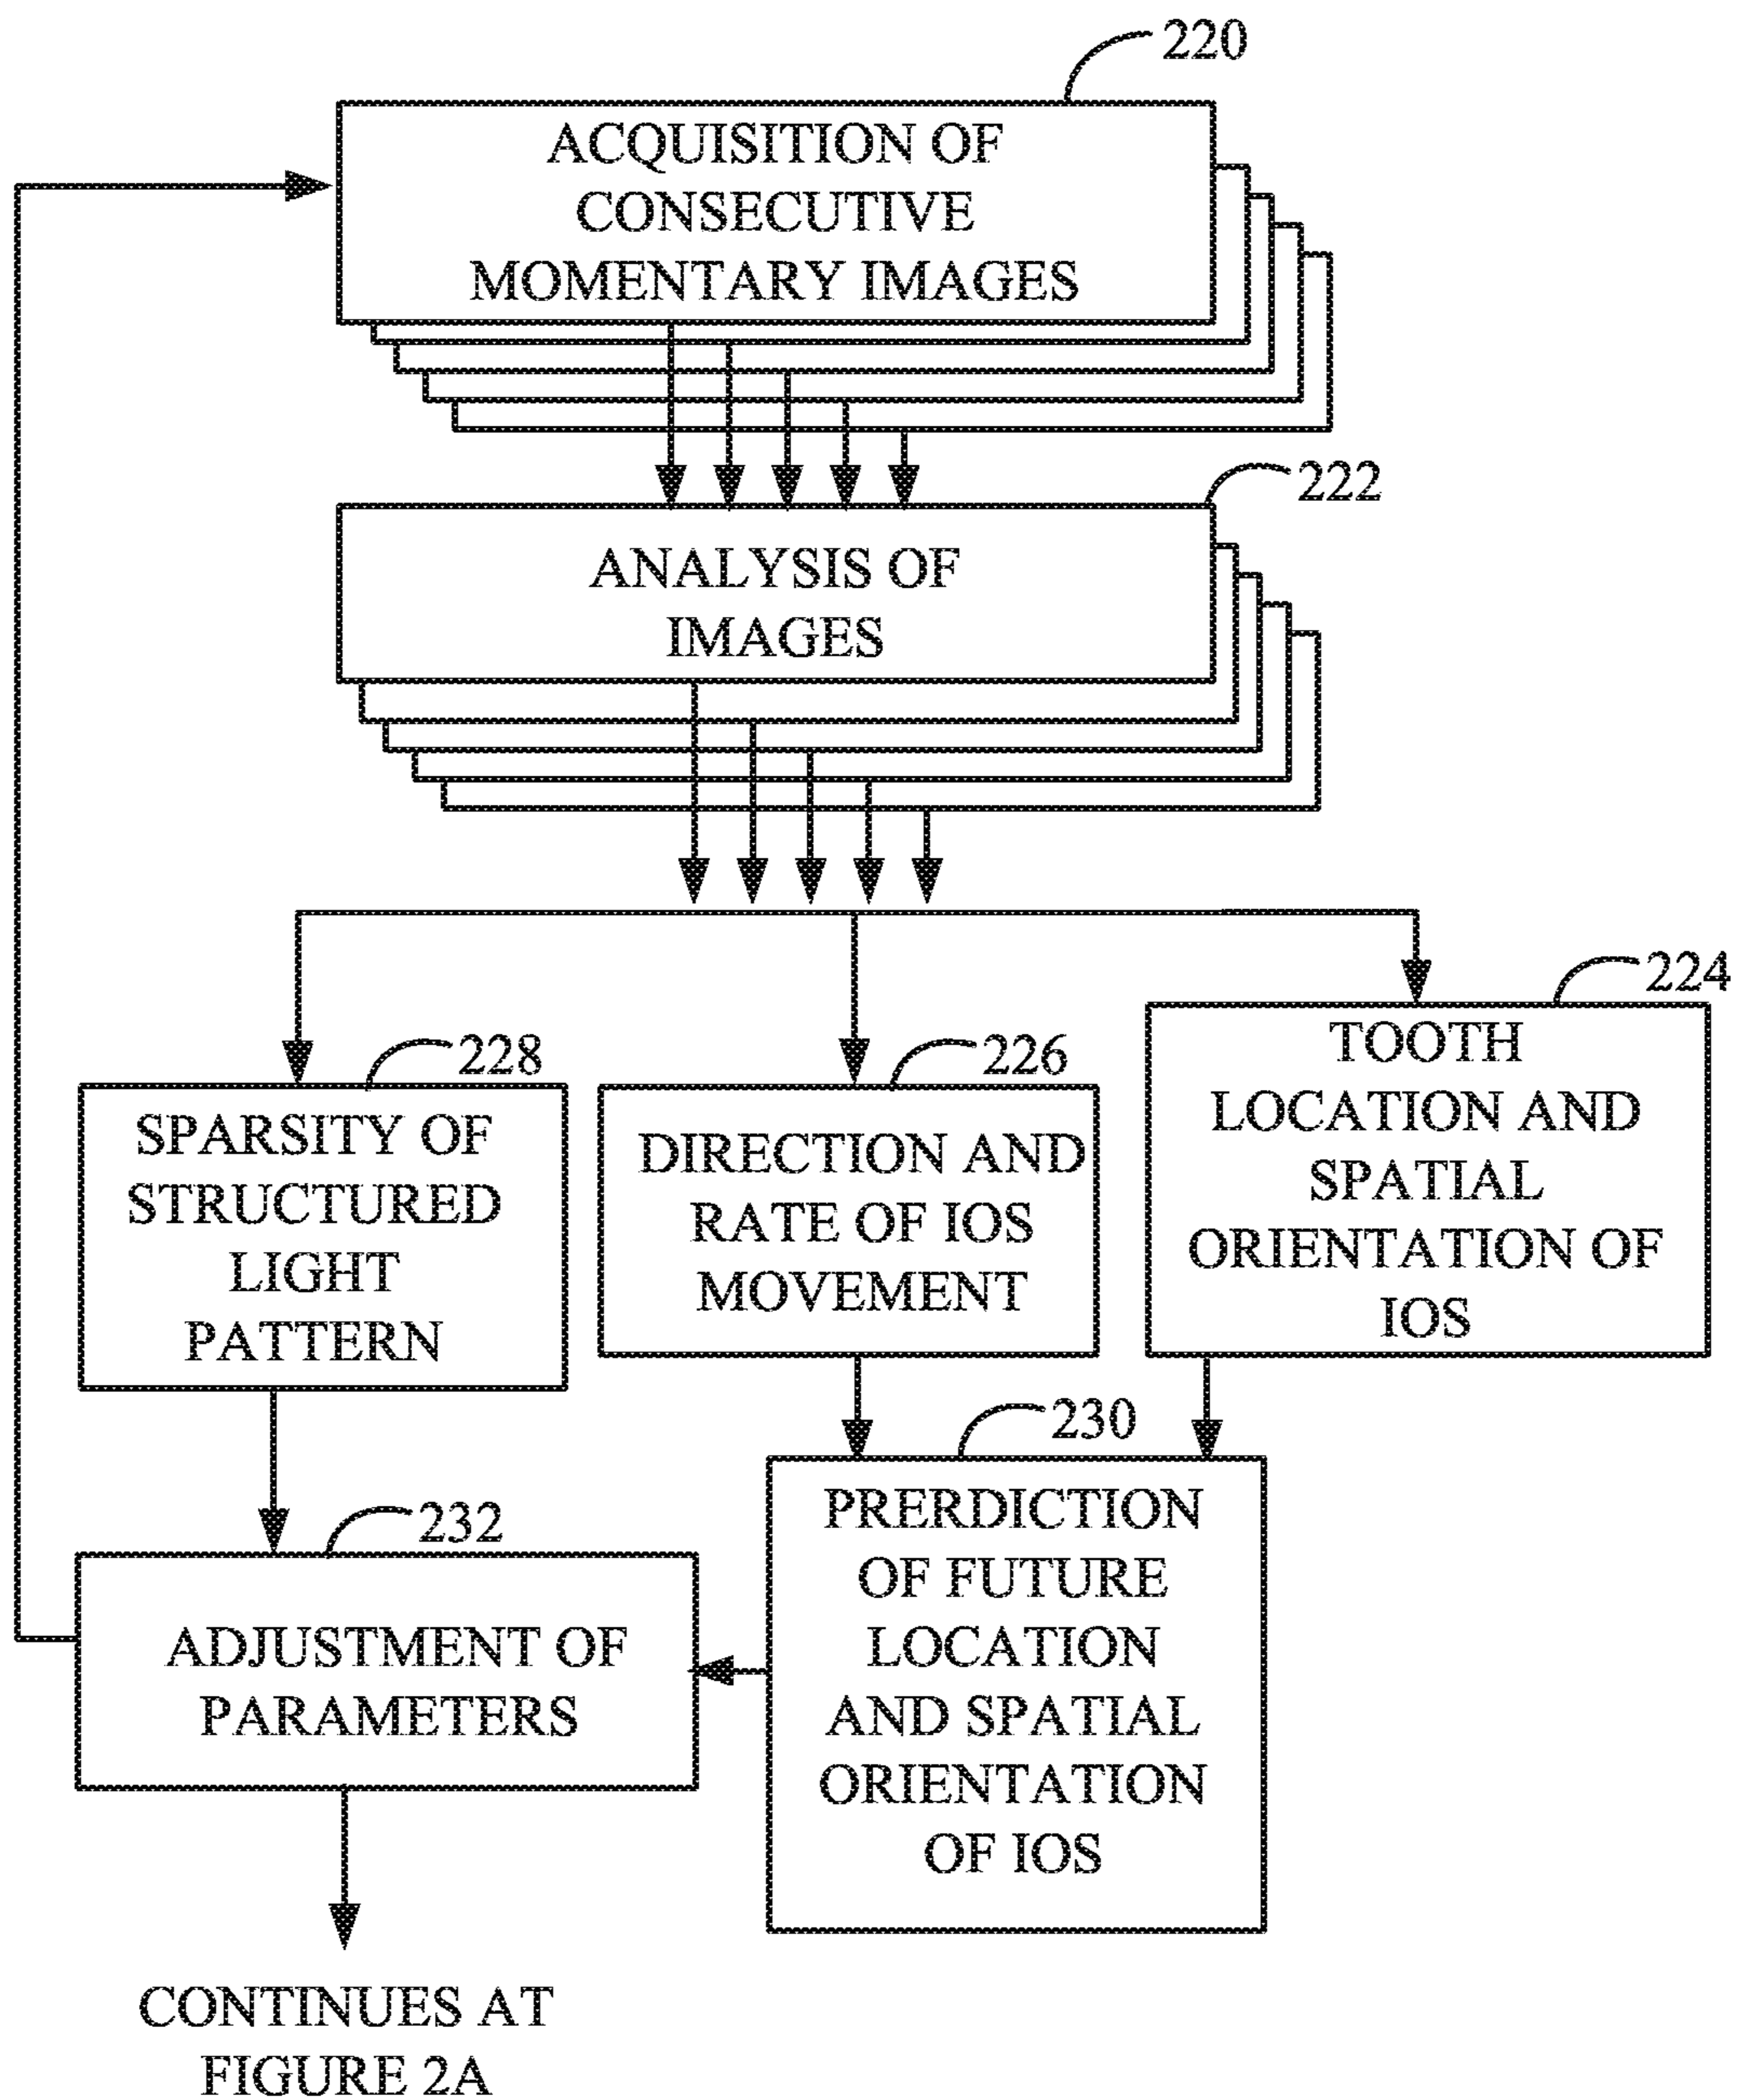 220
ACQUISITION OF
CONSECUTIVE
MOMENTARY IMAGES
222
ANALYSIS OF
IMAGES
224
TOOTH
LOCATION AND
SPATIAL
ORIENTATION OF
IOS
226
DIRECTION AND
RATE OF IOS
MOVEMENT
228
SPARSITY OF
STRUCTURED
LIGHT
PATTERN
230
PRERDICTION
OF FUTURE
LOCATION
AND SPATIAL
ORIENTATION
OF IOS
232
ADJUSTMENT OF
PARAMETERS
CONTINUES AT
FIGURE 2A